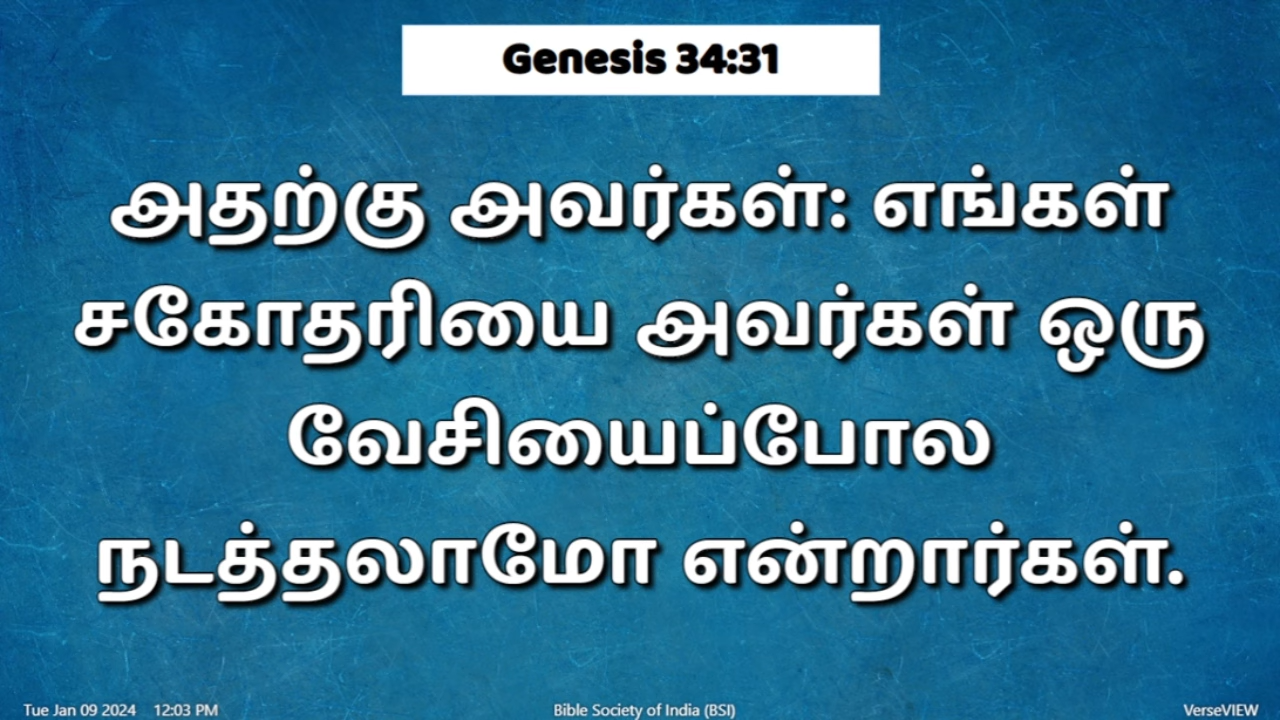 Genesis 34:31
அதற்கு அவர்கள்: எங்கள்
சகோதரியை அவர்கள் ஒரு
வேசியைப்போல
நடத்தலாமோ என்றார்கள்.
Tue Jan 09 2024 12:03 PM Bible Society of India (BSI) VerseVIEW